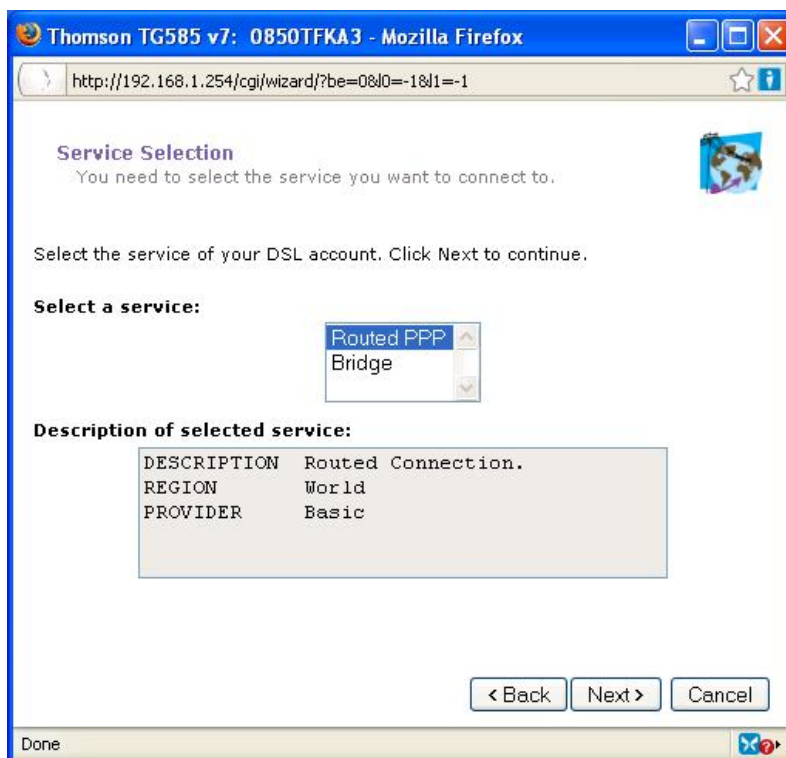 Thomson TG585 v7: 0850TFKA3 - Mozilla Firefox
http://192.168.1.254/cgi/wizard/?be=0&l0=-1&l1=-1
Service Selection
You need to select the service you want to connect to.
Select the service of your DSL account. Click Next to continue.
Select a service:
Routed PPP
Bridge
Description of selected service:
DESCRIPTION Routed Connection.
REGION World
PROVIDER Basic
< Back Next > Cancel
Done